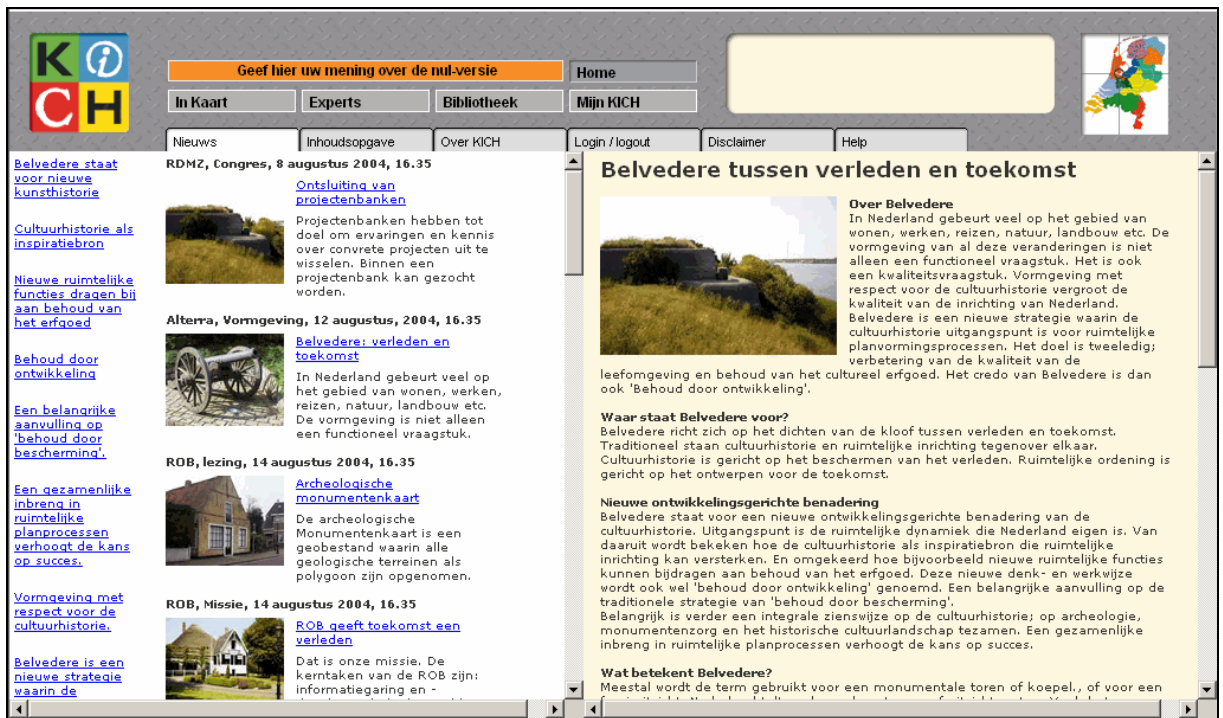 K i
C H
Geef hier uw mening over de nul-versie
Home
In Kaart
Experts
Bibliotheek
Mijn KICH
Nieuws
Inhoudsopgave
Over KICH
Login / logout
Disclaimer
Help
Belvedere staat
voor nieuwe
kunsthistorie
Cultuurhistorie als
inspiratiebron
Nieuwe ruimtelijke
functies dragen bij
aan behoud van
het erfgoed
Behoud door
ontwikkeling
Een belangrijke
aanvulling op
'behoud door
bescherming'.
Een gezamenlijke
inbreng in
ruimtelijke
planprocessen
verhoogt de kans
op succes.
Vormgeving met
respect voor de
cultuurhistorie.
Belvedere is een
nieuwe strategie
waarin de
RDMZ, Congres, 8 augustus 2004, 16.35
Ontsluiting van
projectenbanken
Projectenbanken hebben tot
doel om ervaringen en kennis
over convrete projecten uit te
wisselen. Binnen een
projectenbank kan gezocht
worden.
Alterra, Vormgeving, 12 augustus, 2004, 16.35
Belvedere: verleden en
toekomst
In Nederland gebeurt veel op
het gebied van wonen, werken,
reizen, natuur, landbouw etc.
De vormgeving is niet alleen
een functioneel vraagstuk.
ROB, lezing, 14 augustus 2004, 16.35
Archeologische
monumentenkaart
De archeologische
Monumentenkaart is een
geobestand waarin alle
geologische terreinen als
polygoon zijn opgenomen.
ROB, Missie, 14 augustus 2004, 16.35
ROB geeft toekomst een
verleden
Dat is onze missie. De
kerntaken van de ROB zijn:
informatiegaring en -
Belvedere tussen verleden en toekomst
Over Belvedere
In Nederland gebeurt veel op het gebied van
wonen, werken, reizen, natuur, landbouw etc. De
vormgeving van al deze veranderingen is niet
alleen een functioneel vraagstuk. Het is ook
een kwaliteitsvraagstuk. Vormgeving met
respect voor de cultuurhistorie vergroot de
kwaliteit van de inrichting van Nederland.
Belvedere is een nieuwe strategie waarin de
cultuurhistorie uitgangspunt is voor ruimtelijke
planvormingsprocessen. Het doel is tweeledig;
verbetering van de kwaliteit van de
leefomgeving en behoud van het cultureel erfgoed. Het credo van Belvedere is dan
ook 'Behoud door ontwikkeling'.
Waar staat Belvedere voor?
Belvedere richt zich op het dichten van de kloof tussen verleden en toekomst.
Traditioneel staan cultuurhistorie en ruimtelijke inrichting tegenover elkaar.
Cultuurhistorie is gericht op het beschermen van het verleden. Ruimtelijke ordening is
gericht op het ontwerpen voor de toekomst.
Nieuwe ontwikkelingsgerichte benadering
Belvedere staat voor een nieuwe ontwikkelingsgerichte benadering van de
cultuurhistorie. Uitgangspunt is de ruimtelijke dynamiek die Nederland eigen is. Van
daaruit wordt bekeken hoe de cultuurhistorie als inspiratiebron die ruimtelijke
inrichting kan versterken. En omgekeerd hoe bijvoorbeeld nieuwe ruimtelijke functies
kunnen bijdragen aan behoud van het erfgoed. Deze nieuwe denk- en werkwijze
wordt ook wel 'behoud door ontwikkeling' genoemd. Een belangrijke aanvulling op de
traditionele strategie van 'behoud door bescherming'.
Belangrijk is verder een integrale zienswijze op de cultuurhistorie; op archeologie,
monumentenzorg en het historische cultuurlandschap tezamen. Een gezamenlijke
inbreng in ruimtelijke planprocessen verhoogt de kans op succes.
Wat betekent Belvedere?
Meestal wordt de term gebruikt voor een monumentale toren of koepel., of voor een